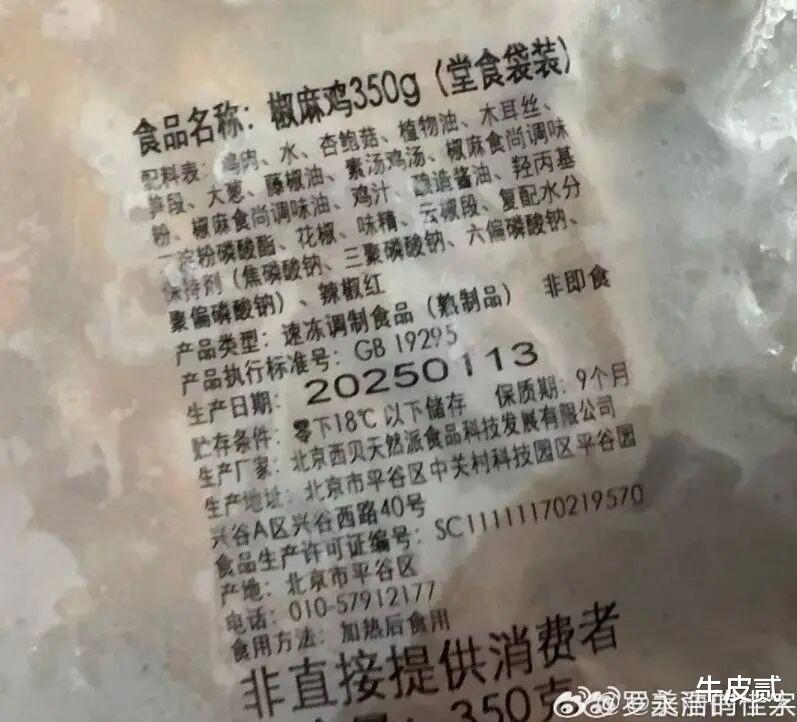 食品名称：椒麻鸡350g（堂食袋装）
配料表：鸡肉、水、杏鲍菇、植物油、木耳丝、
笋段、大葱、藤椒油、素汤鸡汤、椒麻食尚调味
粉、椒麻食尚调味油、鸡汁、酿造酱油、羟丙基
二淀粉磷酸酯、花椒、味精、云椒段、复配水分
保持剂（焦磷酸钠、三聚磷酸钠、六偏磷酸钠、
聚偏磷酸钠）、辣椒红
产品类型：速冻调制食品（熟制品） 非即食
产品执行标准号：GB 19295
生产日期：20250113
贮存条件：零下18℃以下储存 保质期：9个月
生产厂家：北京西贝天然派食品科技发展有限公司
生产地址：北京市平谷区中关村科技园区平谷园
兴谷A区兴谷西路40号
食品生产许可证编号：SC11111170219570
产地：北京市平谷区
电话：010-57912177
食用方法：加热后食用
非直接提供消费者
350克
牛皮贰